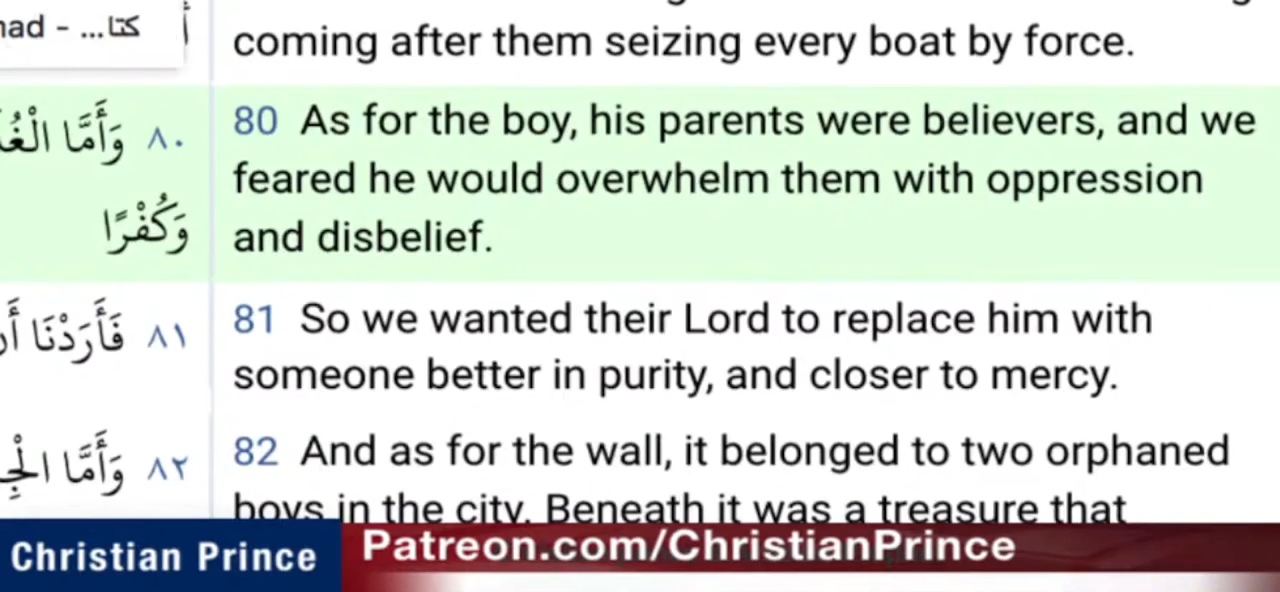 كتا... - nad
coming after them seizing every boat by force.
٨٠ وَأَمَّا
80 As for the boy, his parents were believers, and we
feared he would overwhelm them with oppression
وَكُفْرًا
and disbelief.
٨١ فَأَرَدْنَا
81 So we wanted their Lord to replace him with
someone better in purity, and closer to mercy.
٨٢ وَأَمَّا
82 And as for the wall, it belonged to two orphaned
boys in the city. Beneath it was a treasure that
Christian Prince
Patreon.com/ChristianPrince